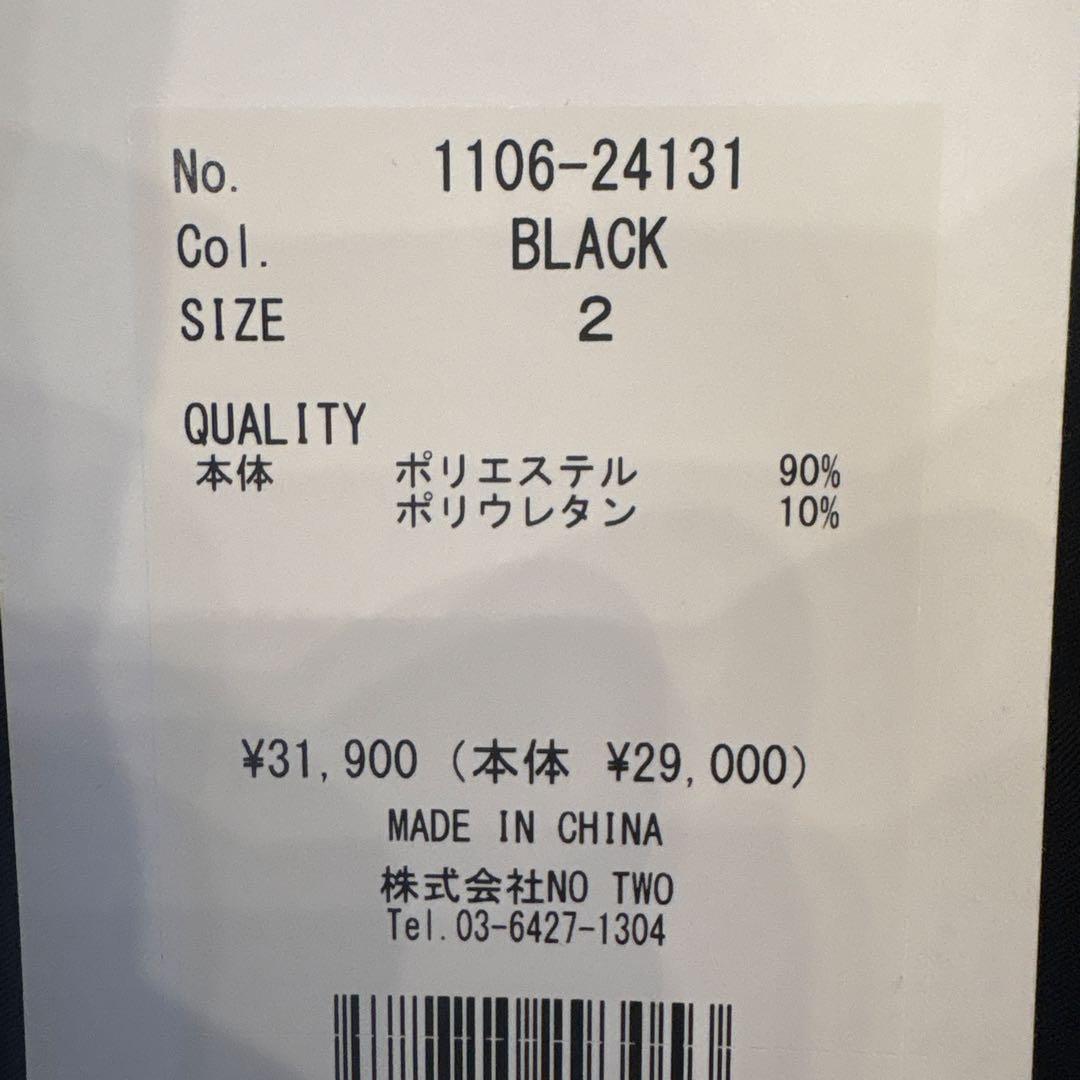 No. 1106-24131
Col. BLACK
SIZE 2
QUALITY
本体 ポリエステル 90%
ポリウレタン 10%
¥31,900 (本体 ¥29,000)
MADE IN CHINA
株式会社NO TWO
Tel.03-6427-1304